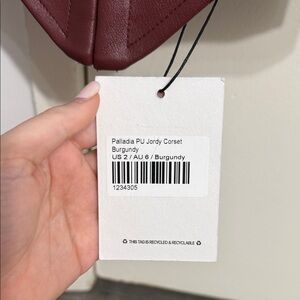 Palladia PU Jordy Corset
Burgundy
US 2 / AU 6 / Burgundy
1234305
♻ THIS TAG IS RECYCLED & RECYCLABLE ♻